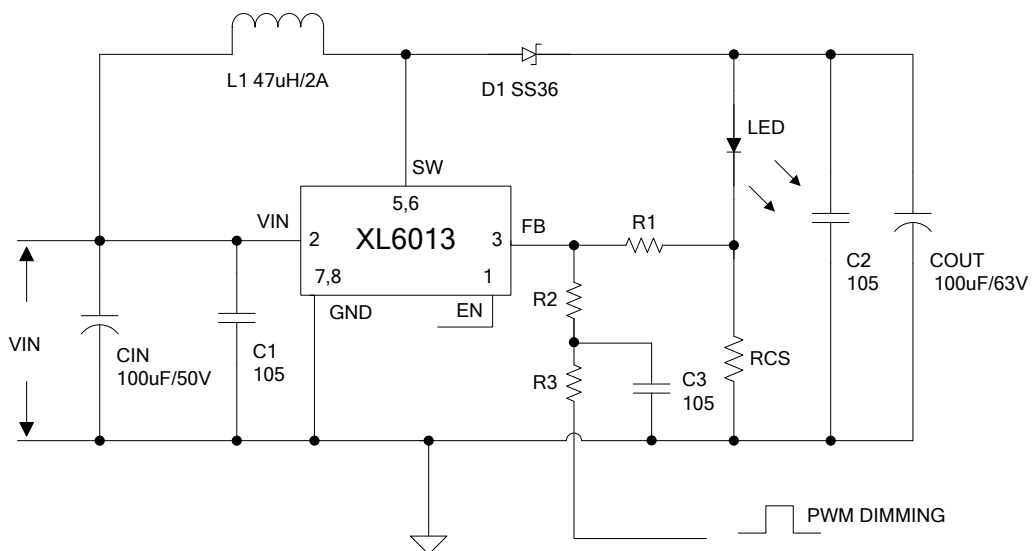 L1 47uH/2A
D1 SS36
LED
SW
5,6
VIN
2
XL6013
3
FB
R1
7,8
1
GND
EN
R2
VIN
CIN
100uF/50V
C1
105
R3
C3
105
RCS
C2
105
COUT
100uF/63V
PWM DIMMING